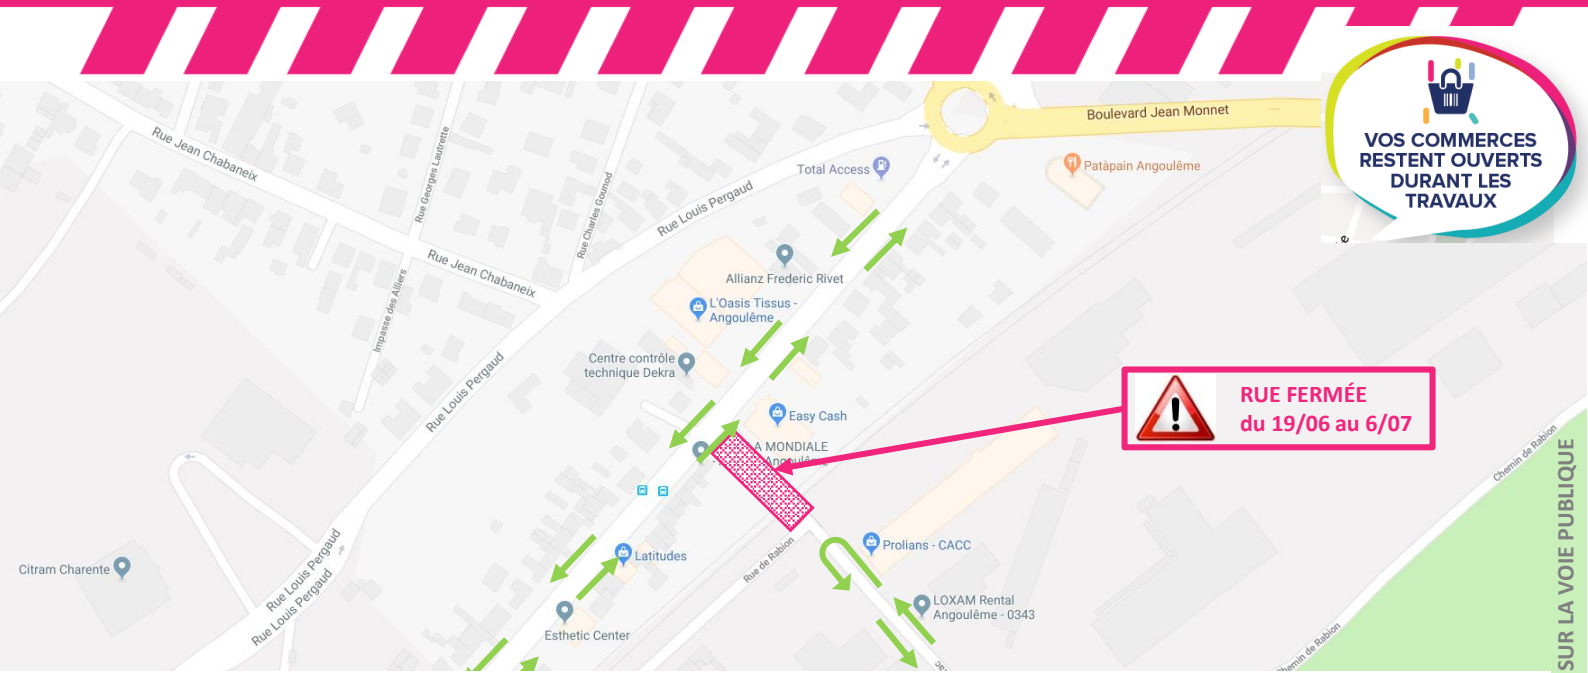 Boulevard Jean Monnet
VOS COMMERCES
RESTENT OUVERTS
DURANT LES
TRAVAUX
Rue Jean Chabaneix
Rue Georges Lautrette
Total Access
Patàpain Angoulême
Rue Charles Gounod
Rue Louis Pergaud
Rue Jean Chabaneix
Allianz Frederic Rivet
L'Oasis Tissus -
Angoulême
Impasse des Alliers
Centre contrôle
technique Dekra
Rue Louis Pergaud
RUE FERMÉE
du 19/06 au 6/07
Easy Cash
A MONDIALE
Angoulême
Chemin de Rabion
SUR LA VOIE PUBLIQUE
Latitudes
Rue de Rabion
Prolians - CACC
Citram Charente
Rue Louis Pergaud
Rue Louis Pergaud
LOXAM Rental
Angoulême - 0343
Esthetic Center
hemin de Rabion